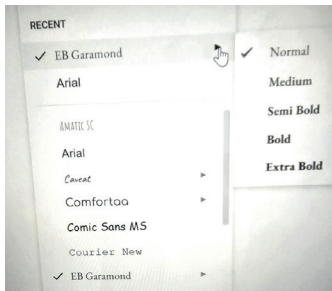 RECENT
EB Garamond
Arial
AMATIC SC
Arial
Caveat
Comfortaa
Comic Sans MS
Courier New
EB Garamond
Normal
Medium
Semi Bold
Bold
Extra Bold